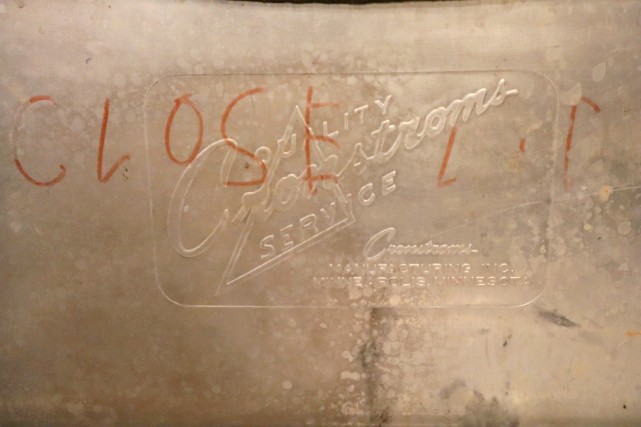 CLOSE
QUALITY
Cronstroms
SERVICE
Cronstroms
MANUFACTURING INC.
MINNEAPOLIS, MINNESOTA